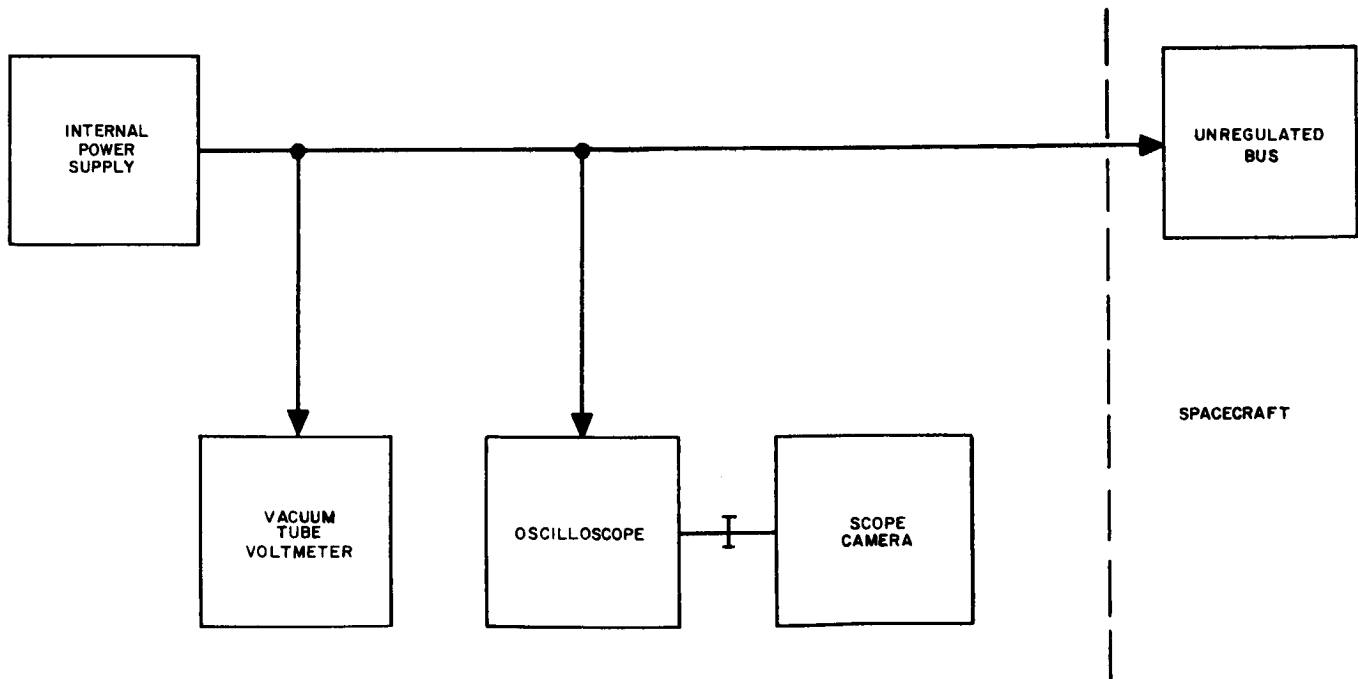 INTERNAL
POWER
SUPPLY
UNREGULATED
BUS
SPACECRAFT
VACUUM
TUBE
VOLTMETER
OSCILLOSCOPE
SCOPE
CAMERA